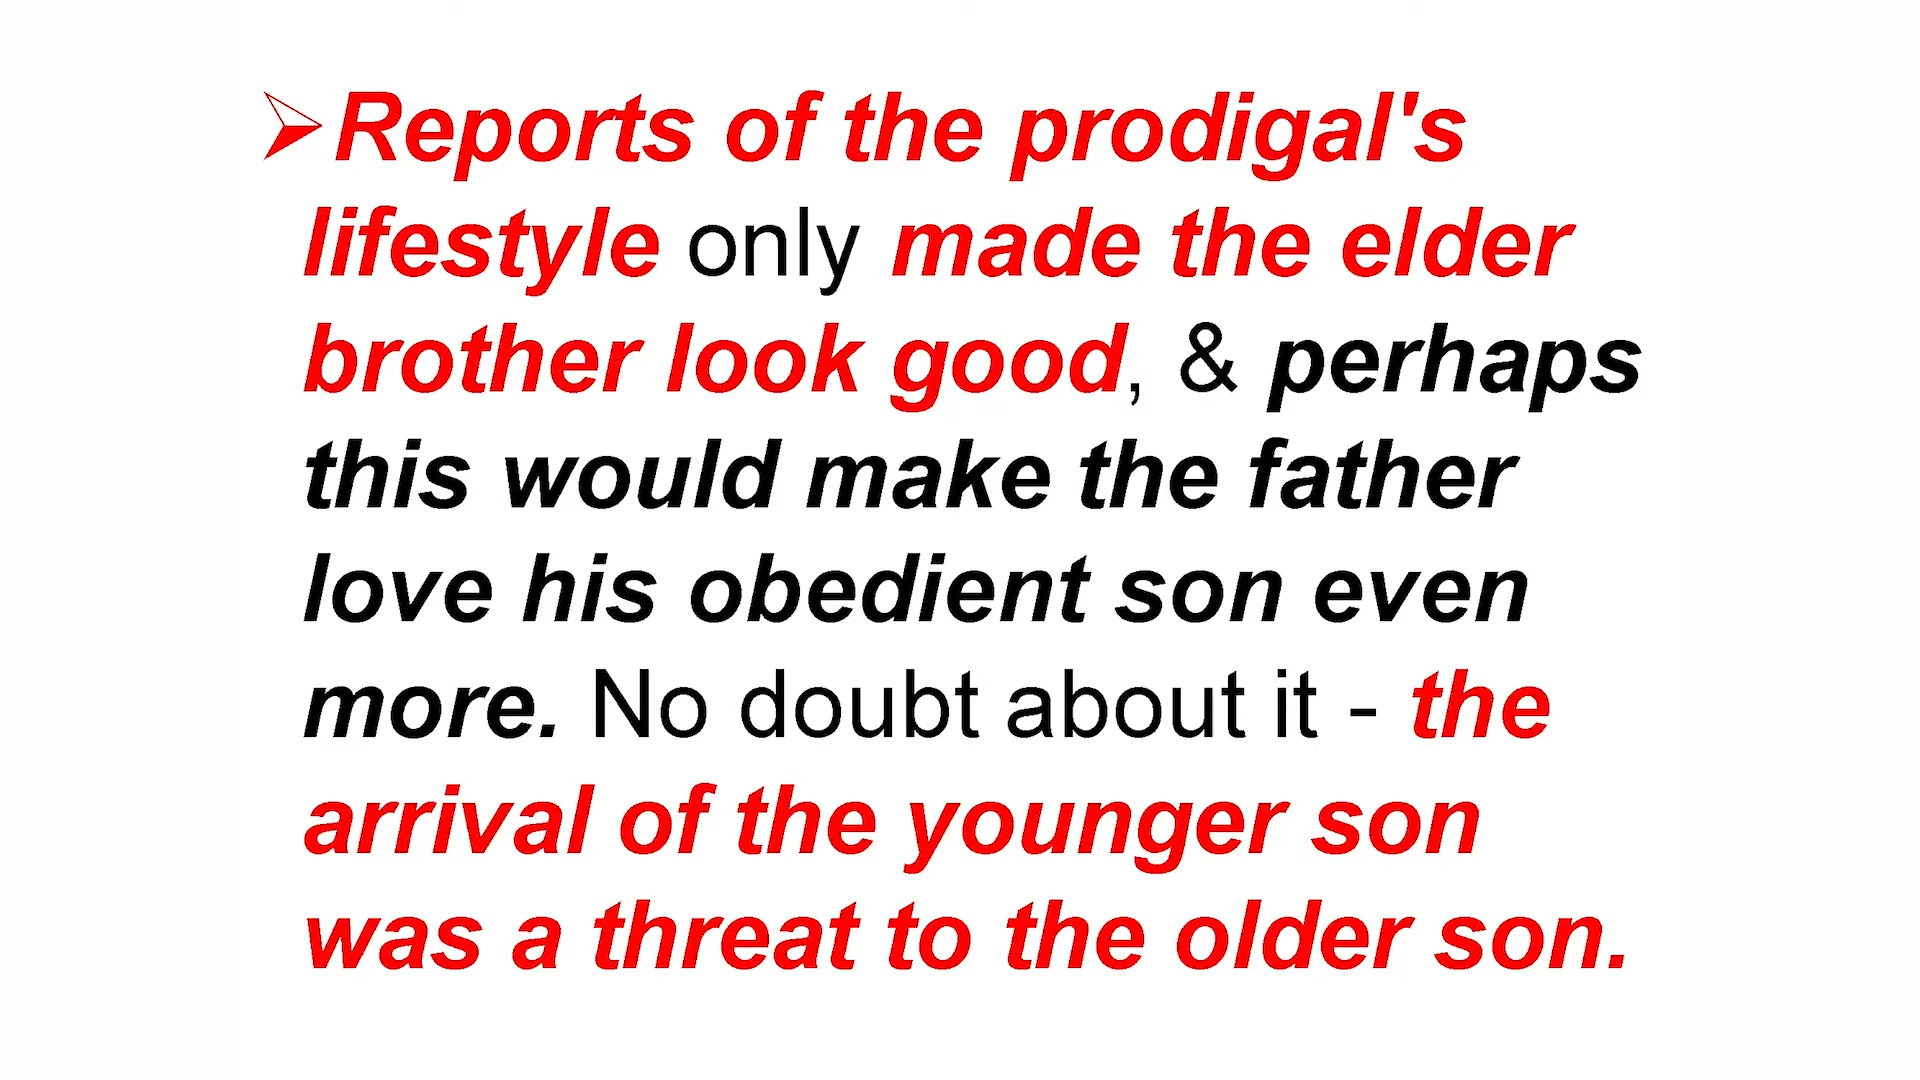 ➢Reports of the prodigal's
lifestyle only made the elder
brother look good, & perhaps
this would make the father
love his obedient son even
more. No doubt about it - the
arrival of the younger son
was a threat to the older son.